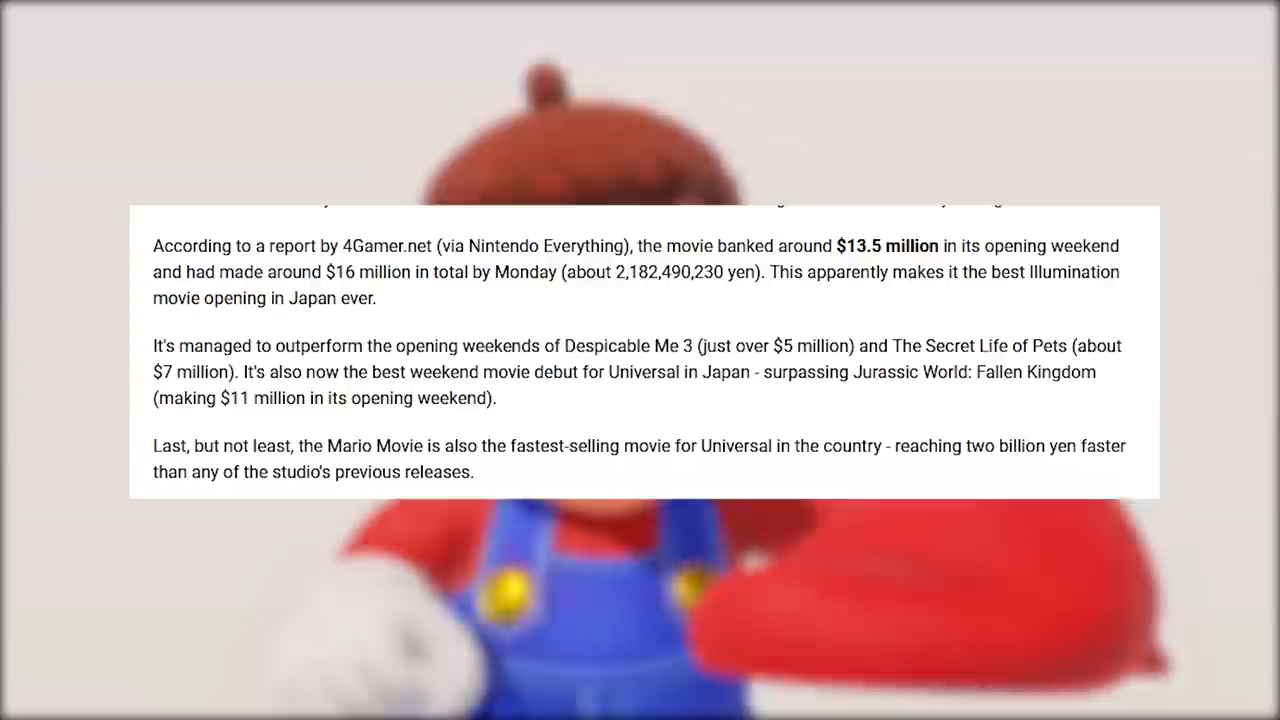 According to a report by 4Gamer.net (via Nintendo Everything), the movie banked around $13.5 million in its opening weekend
and had made around $16 million in total by Monday (about 2,182,490,230 yen). This apparently makes it the best Illumination
movie opening in Japan ever.
It's managed to outperform the opening weekends of Despicable Me 3 (just over $5 million) and The Secret Life of Pets (about
$7 million). It's also now the best weekend movie debut for Universal in Japan - surpassing Jurassic World: Fallen Kingdom
(making $11 million in its opening weekend).
Last, but not least, the Mario Movie is also the fastest-selling movie for Universal in the country - reaching two billion yen faster
than any of the studio's previous releases.